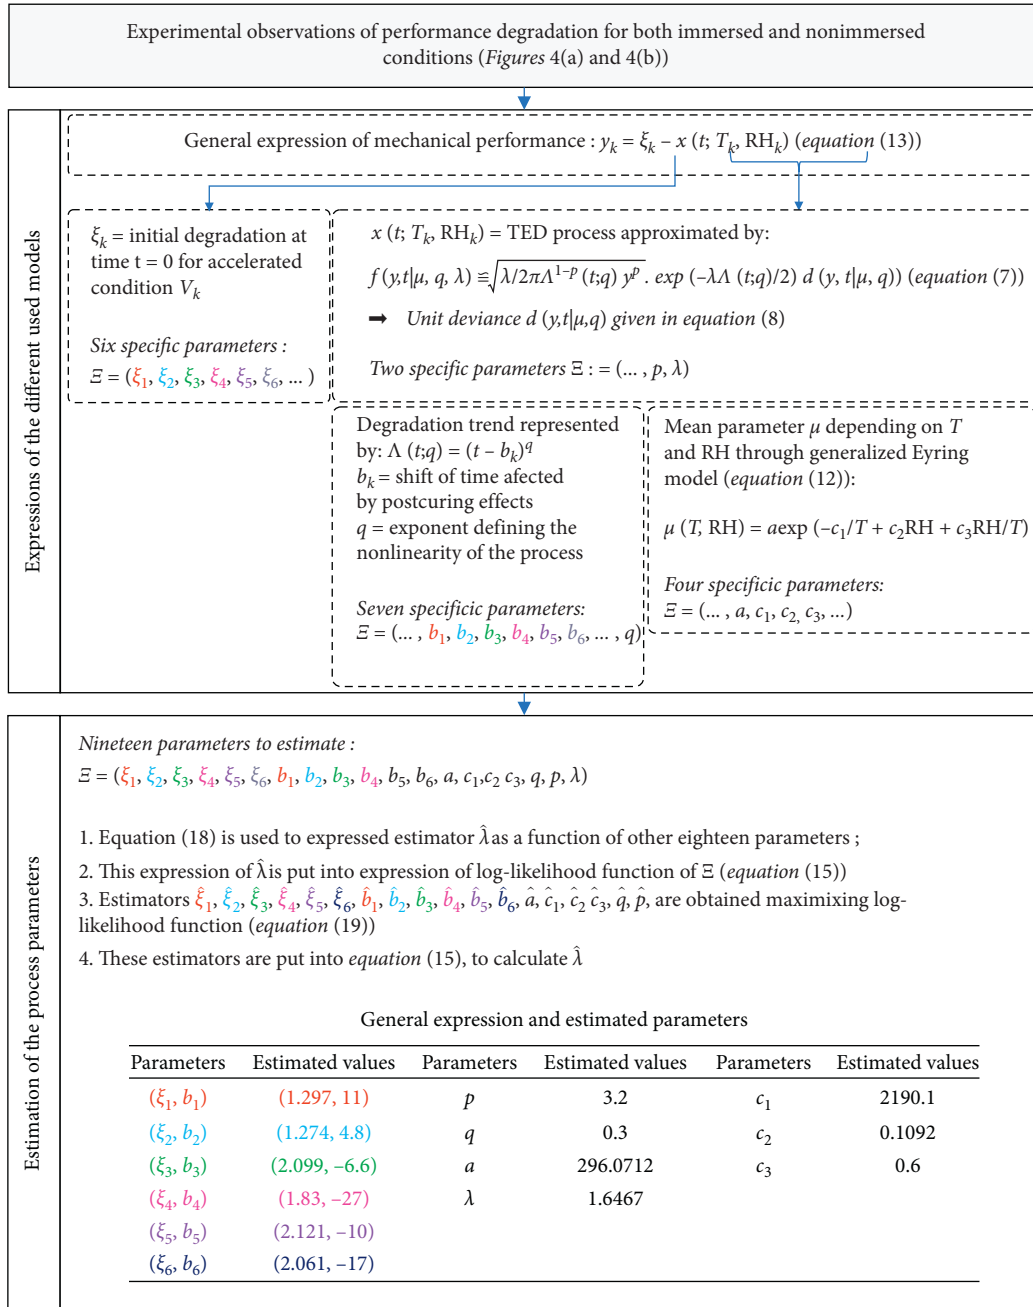 Experimental observations of performance degradation for both immersed and nonimmersed
conditions (Figures 4(a) and 4(b))
Expressions of the different used models
General expression of mechanical performance : yₖ = ξₖ – x (t; Tₖ, RHₖ) (equation (13))
ξₖ = initial degradation at
time t = 0 for accelerated
condition Vₖ
Six specific parameters :
Ξ = (ξ₁, ξ₂, ξ₃, ξ₄, ξ₅, ξ₆, ... )
x (t; Tₖ, RHₖ) = TED process approximated by:
f (y,t|μ, q, λ) ≅ √λ/2πΛ¹⁻ᵖ (t;q) yᵖ . exp (–λΛ (t;q)/2) d (y, t|μ, q)) (equation (7))
➡ Unit deviance d (y,t|μ,q) given in equation (8)
Two specific parameters Ξ : = (... , p, λ)
Degradation trend represented
by: Λ (t;q) = (t – bₖ)^q
bₖ = shift of time afected
by postcuring effects
q = exponent defining the
nonlinearity of the process
Seven specificic parameters:
Ξ = (... , b₁, b₂, b₃, b₄, b₅, b₆, ... , q)
Mean parameter μ depending on T
and RH through generalized Eyring
model (equation (12)):
μ (T, RH) = aexp (–c₁/T + c₂RH + c₃RH/T)
Four specificic parameters:
Ξ = (... , a, c₁, c₂, c₃, ...)
Estimation of the process parameters
Nineteen parameters to estimate :
Ξ = (ξ₁, ξ₂, ξ₃, ξ₄, ξ₅, ξ₆, b₁, b₂, b₃, b₄, b₅, b₆, a, c₁,c₂ c₃, q, p, λ)
1. Equation (18) is used to expressed estimator λ̂ as a function of other eighteen parameters ;
2. This expression of λ̂ is put into expression of log-likelihood function of Ξ (equation (15))
3. Estimators ξ̂₁, ξ̂₂, ξ̂₃, ξ̂₄, ξ̂₅, ξ̂₆, b̂₁, b̂₂, b̂₃, b̂₄, b̂₅, b̂₆, â, ĉ₁, ĉ₂ ĉ₃, q̂, p̂, are obtained maximixing log-
likelihood function (equation (19))
4. These estimators are put into equation (15), to calculate λ̂
General expression and estimated parameters
Parameters Estimated values Parameters Estimated values Parameters Estimated values
(ξ₁, b₁) (1.297, 11) p 3.2 c₁ 2190.1
(ξ₂, b₂) (1.274, 4.8) q 0.3 c₂ 0.1092
(ξ₃, b₃) (2.099, –6.6) a 296.0712 c₃ 0.6
(ξ₄, b₄) (1.83, –27) λ 1.6467
(ξ₅, b₅) (2.121, –10)
(ξ₆, b₆) (2.061, –17)